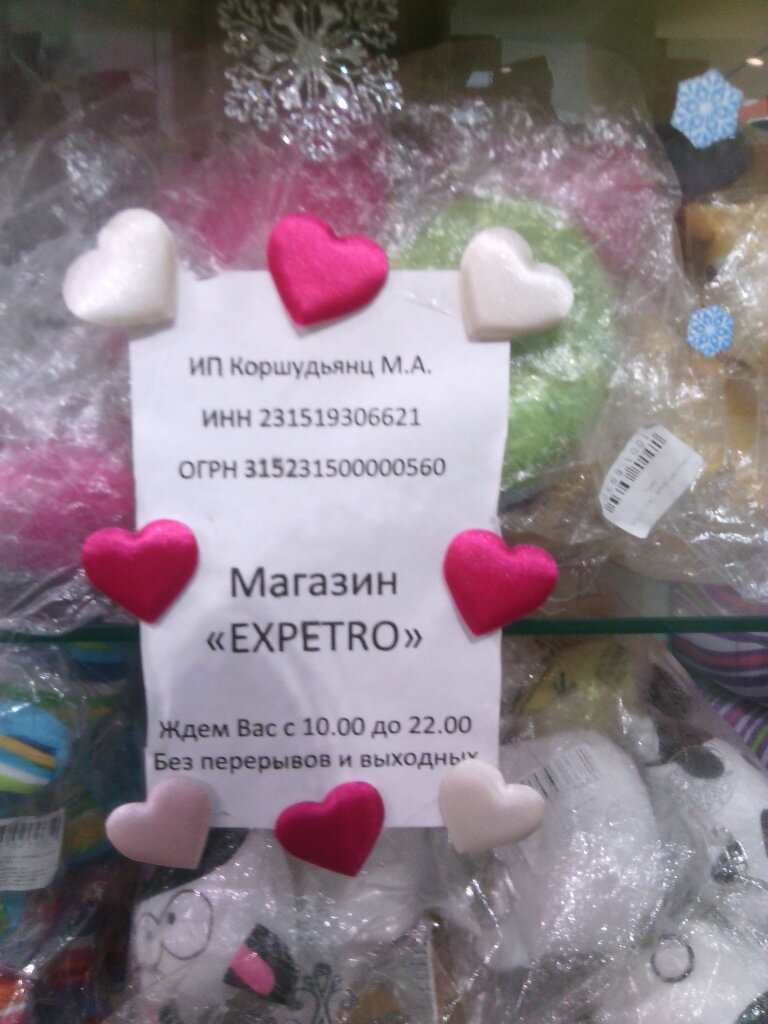 ИП Коршудьянц М.А.
ИНН 231519306621
ОГРН 315231500000560
Магазин
«EXPETRO»
Ждем Вас с 10.00 до 22.00
Без перерывов и выходных